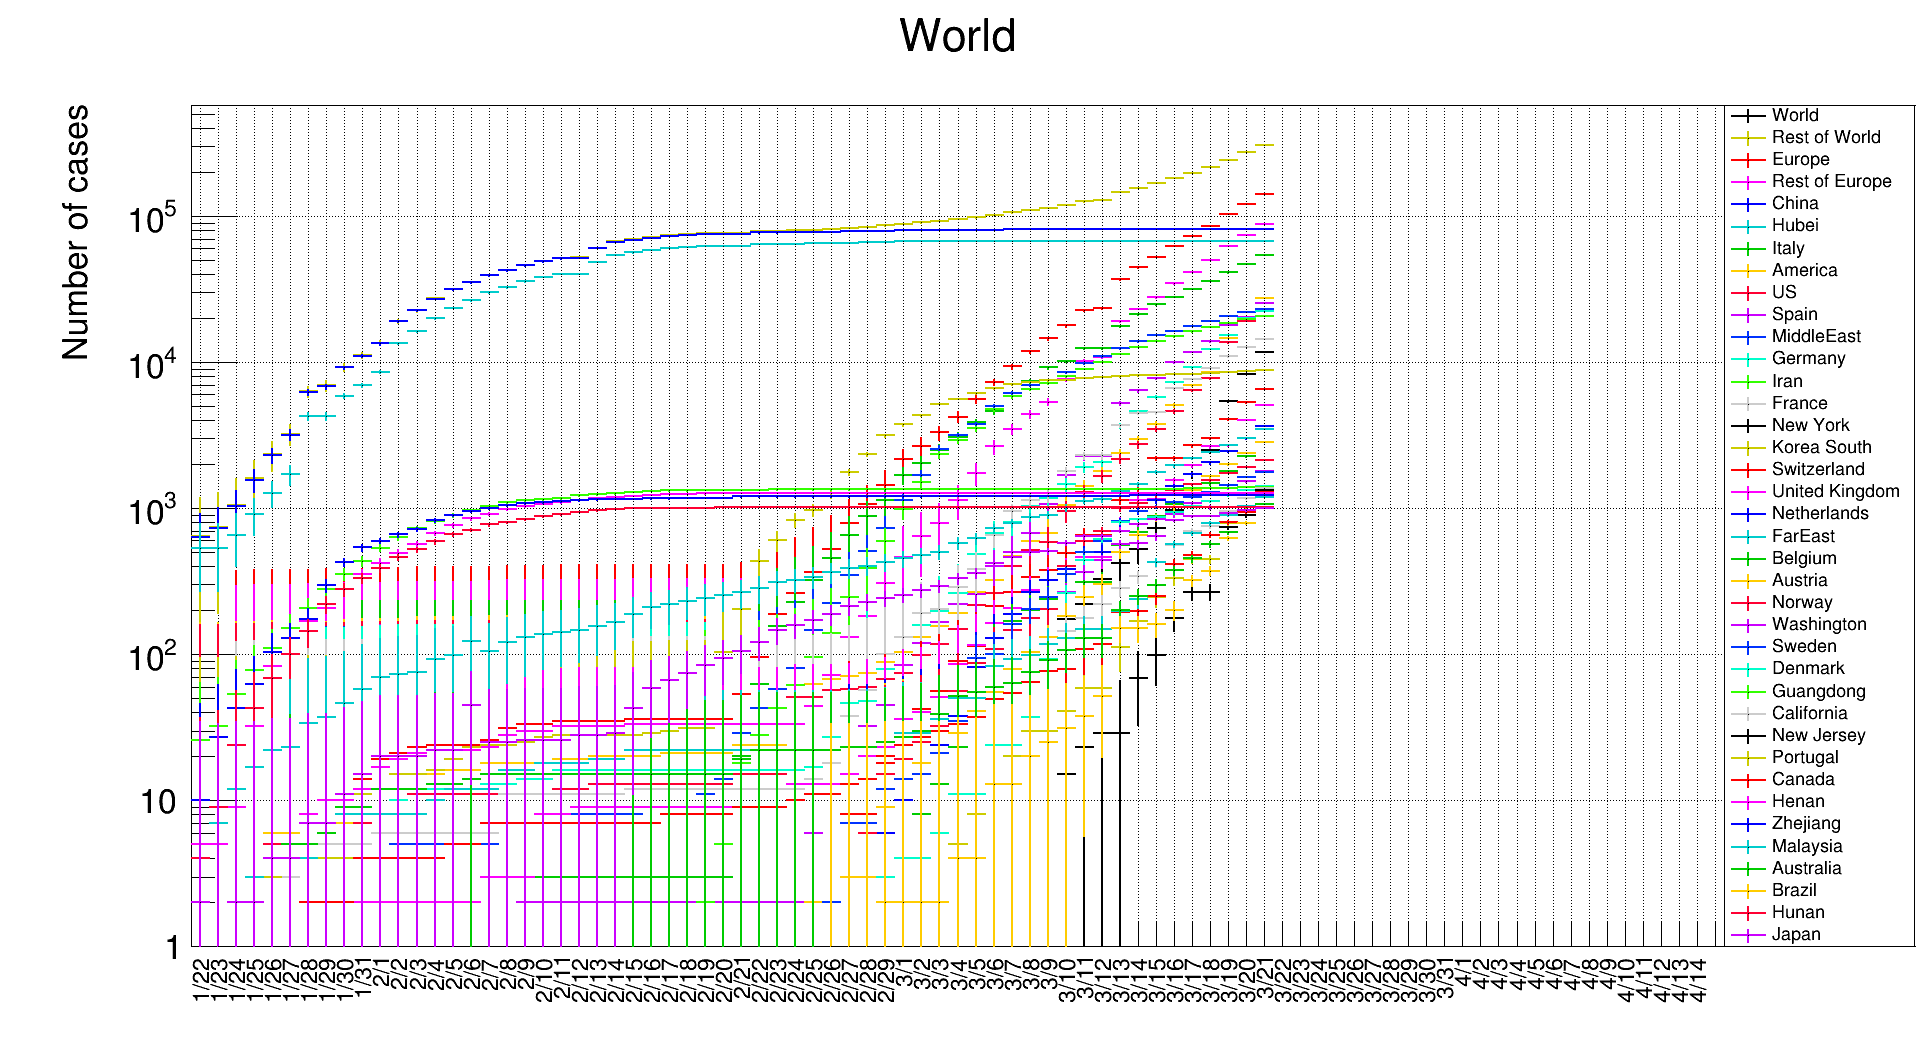 World
Number of cases
10^5
10^4
10^3
10^2
10
1
1/22
1/23
1/24
1/25
1/26
1/27
1/28
1/29
1/30
1/31
2/1
2/2
2/3
2/4
2/5
2/6
2/7
2/8
2/9
2/10
2/11
2/12
2/13
2/14
2/15
2/16
2/17
2/18
2/19
2/20
2/21
2/22
2/23
2/24
2/25
2/26
2/27
2/28
2/29
3/1
3/2
3/3
3/4
3/5
3/6
3/7
3/8
3/9
3/10
3/11
3/12
3/13
3/14
3/15
3/16
3/17
3/18
3/19
3/20
3/21
3/22
3/23
3/24
3/25
3/26
3/27
3/28
3/29
3/30
3/31
4/1
4/2
4/3
4/4
4/5
4/6
4/7
4/8
4/9
4/10
4/11
4/12
4/13
4/14
World
Rest of World
Europe
Rest of Europe
China
Hubei
Italy
America
US
Spain
MiddleEast
Germany
Iran
France
New York
Korea South
Switzerland
United Kingdom
Netherlands
FarEast
Belgium
Austria
Norway
Washington
Sweden
Denmark
Guangdong
California
New Jersey
Portugal
Canada
Henan
Zhejiang
Malaysia
Australia
Brazil
Hunan
Japan